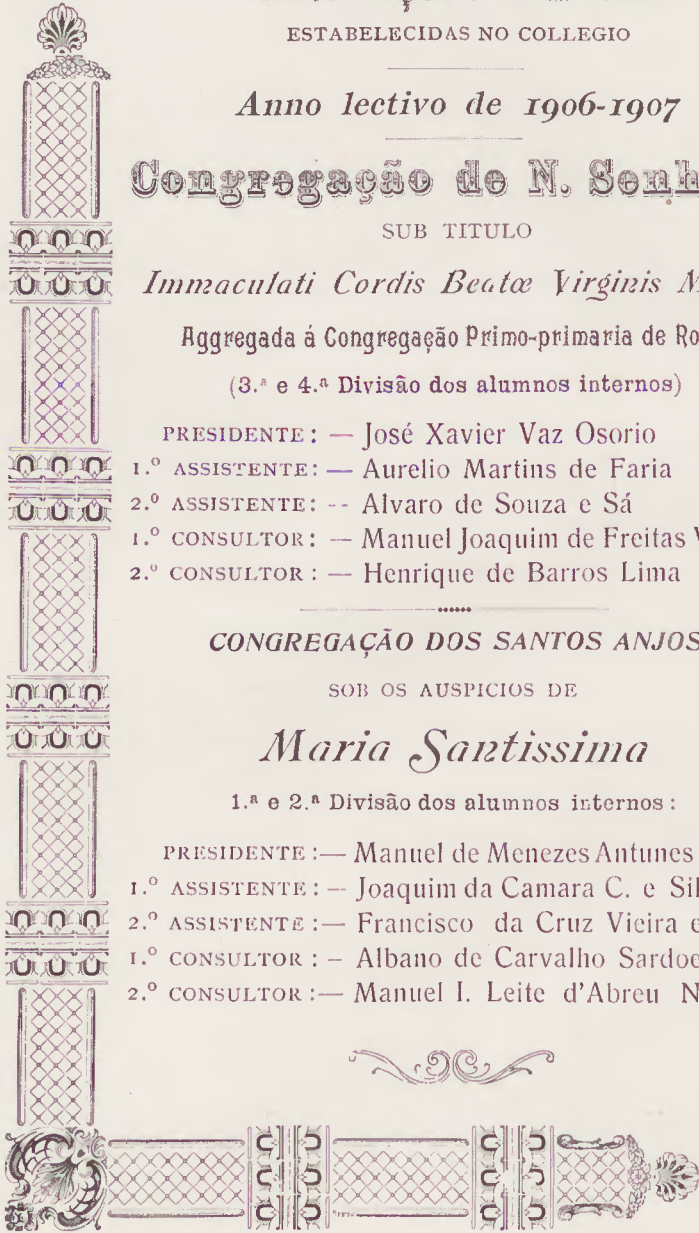 ESTABELECIDAS NO COLLEGIO
Anno lectivo de 1906-1907
Congregação de N. Senh
SUB TITULO
Immaculati Cordis Beatæ Virginis M
Aggregada á Congregação Primo-primaria de Ro
(3.ª e 4.ª Divisão dos alumnos internos)
PRESIDENTE: — José Xavier Vaz Osorio
1.º ASSISTENTE: — Aurelio Martins de Faria
2.º ASSISTENTE: -- Alvaro de Souza e Sá
1.º CONSULTOR: — Manuel Joaquim de Freitas V
2.º CONSULTOR: — Henrique de Barros Lima
CONGREGAÇÃO DOS SANTOS ANJOS
SOB OS AUSPICIOS DE
Maria Santissima
1.ª e 2.ª Divisão dos alumnos internos:
PRESIDENTE:— Manuel de Menezes Antunes
1.º ASSISTENTE: -- Joaquim da Camara C. e Sil
2.º ASSISTENTE:— Francisco da Cruz Vieira e
1.º CONSULTOR: – Albano de Carvalho Sardoe
2.º CONSULTOR:— Manuel I. Leite d'Abreu N